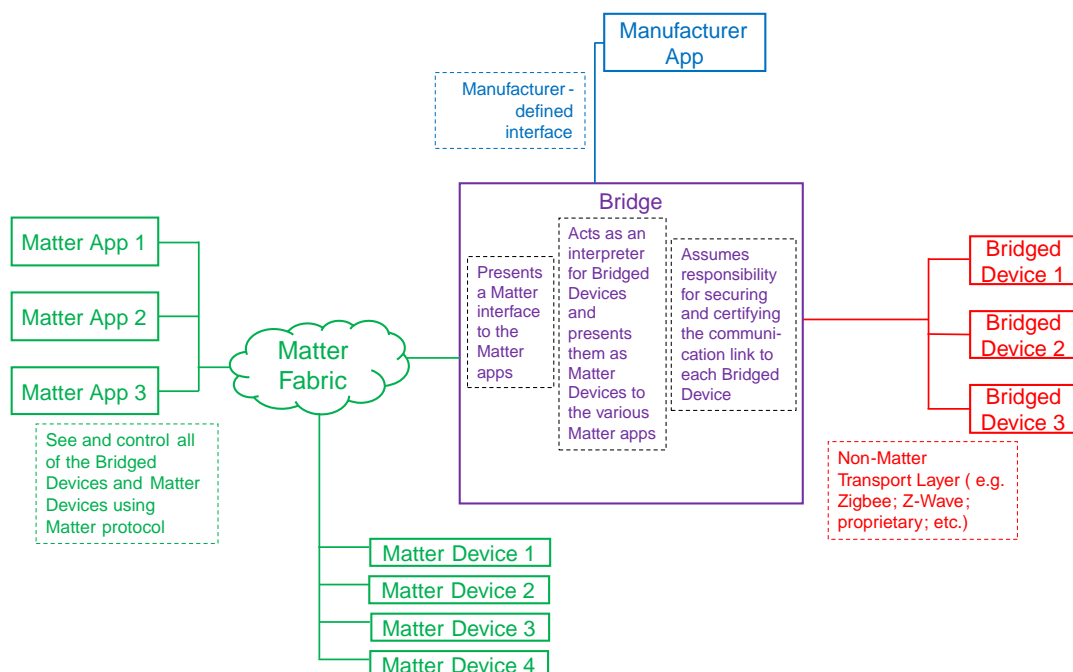 Manufacturer
App
Manufacturer -
defined
interface
Bridge
Presents
a Matter
interface
to the
Matter
apps
Acts as an
interpreter
for Bridged
Devices
and
presents
them as
Matter
Devices to
the various
Matter apps
Assumes
responsibility
for securing
and certifying
the communi-
cation link to
each Bridged
Device
Matter App 1
Matter App 2
Matter App 3
See and control all
of the Bridged
Devices and Matter
Devices using
Matter protocol
Matter
Fabric
Matter Device 1
Matter Device 2
Matter Device 3
Matter Device 4
Bridged
Device 1
Bridged
Device 2
Bridged
Device 3
Non-Matter
Transport Layer ( e.g.
Zigbee; Z-Wave;
proprietary; etc.)